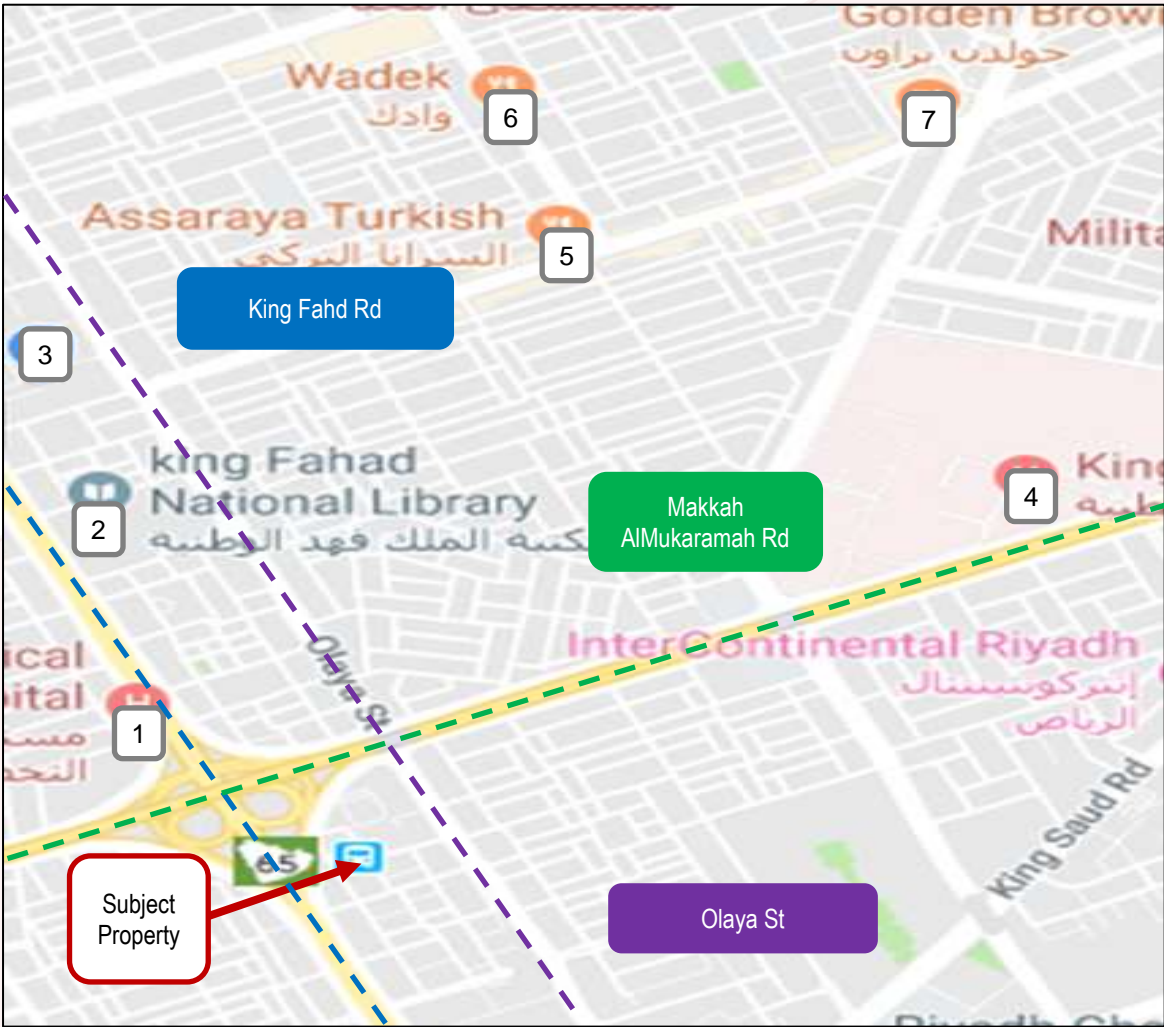 Golden Brow
جولدن براون
Wadek
وادك
6
7
Assaraya Turkish
السرايا التركي
5
Milita
King Fahd Rd
3
king Fahad
National Library
مكتبة الملك فهد الوطنية
2
Makkah
AlMukaramah Rd
King
4
طبية
InterContinental Riyadh
إنتركونتيننتال
الرياض
Olaya St
ical
pital
1
65
Subject
Property
Olaya St
King Saud Rd